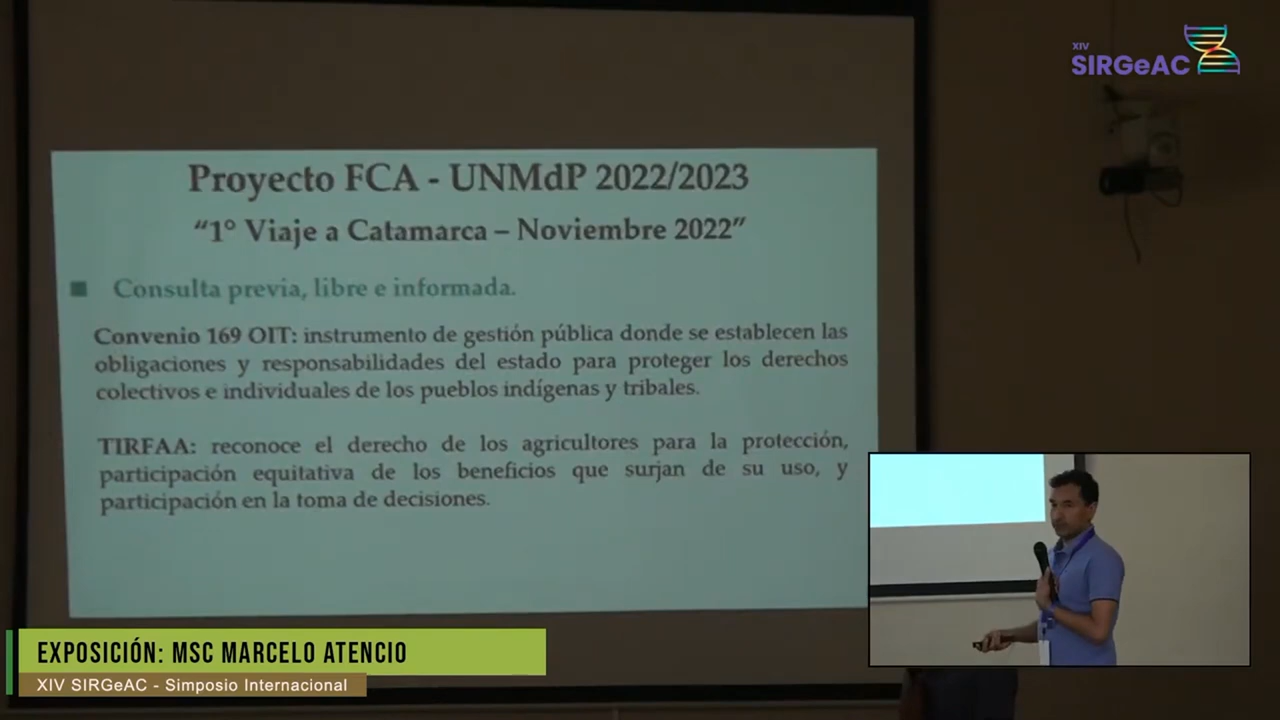 XIV
SIRGeAC
Proyecto FCA - UNMdP 2022/2023
“1° Viaje a Catamarca – Noviembre 2022”
Consulta previa, libre e informada.
Convenio 169 OIT: instrumento de gestión pública donde se establecen las
obligaciones y responsabilidades del estado para proteger los derechos
colectivos e individuales de los pueblos indígenas y tribales.
TIRFAA: reconoce el derecho de los agricultores para la protección,
participación equitativa de los beneficios que surjan de su uso, y
participación en la toma de decisiones.
EXPOSICIÓN: MSC MARCELO ATENCIO
XIV SIRGeAC - Simposio Internacional